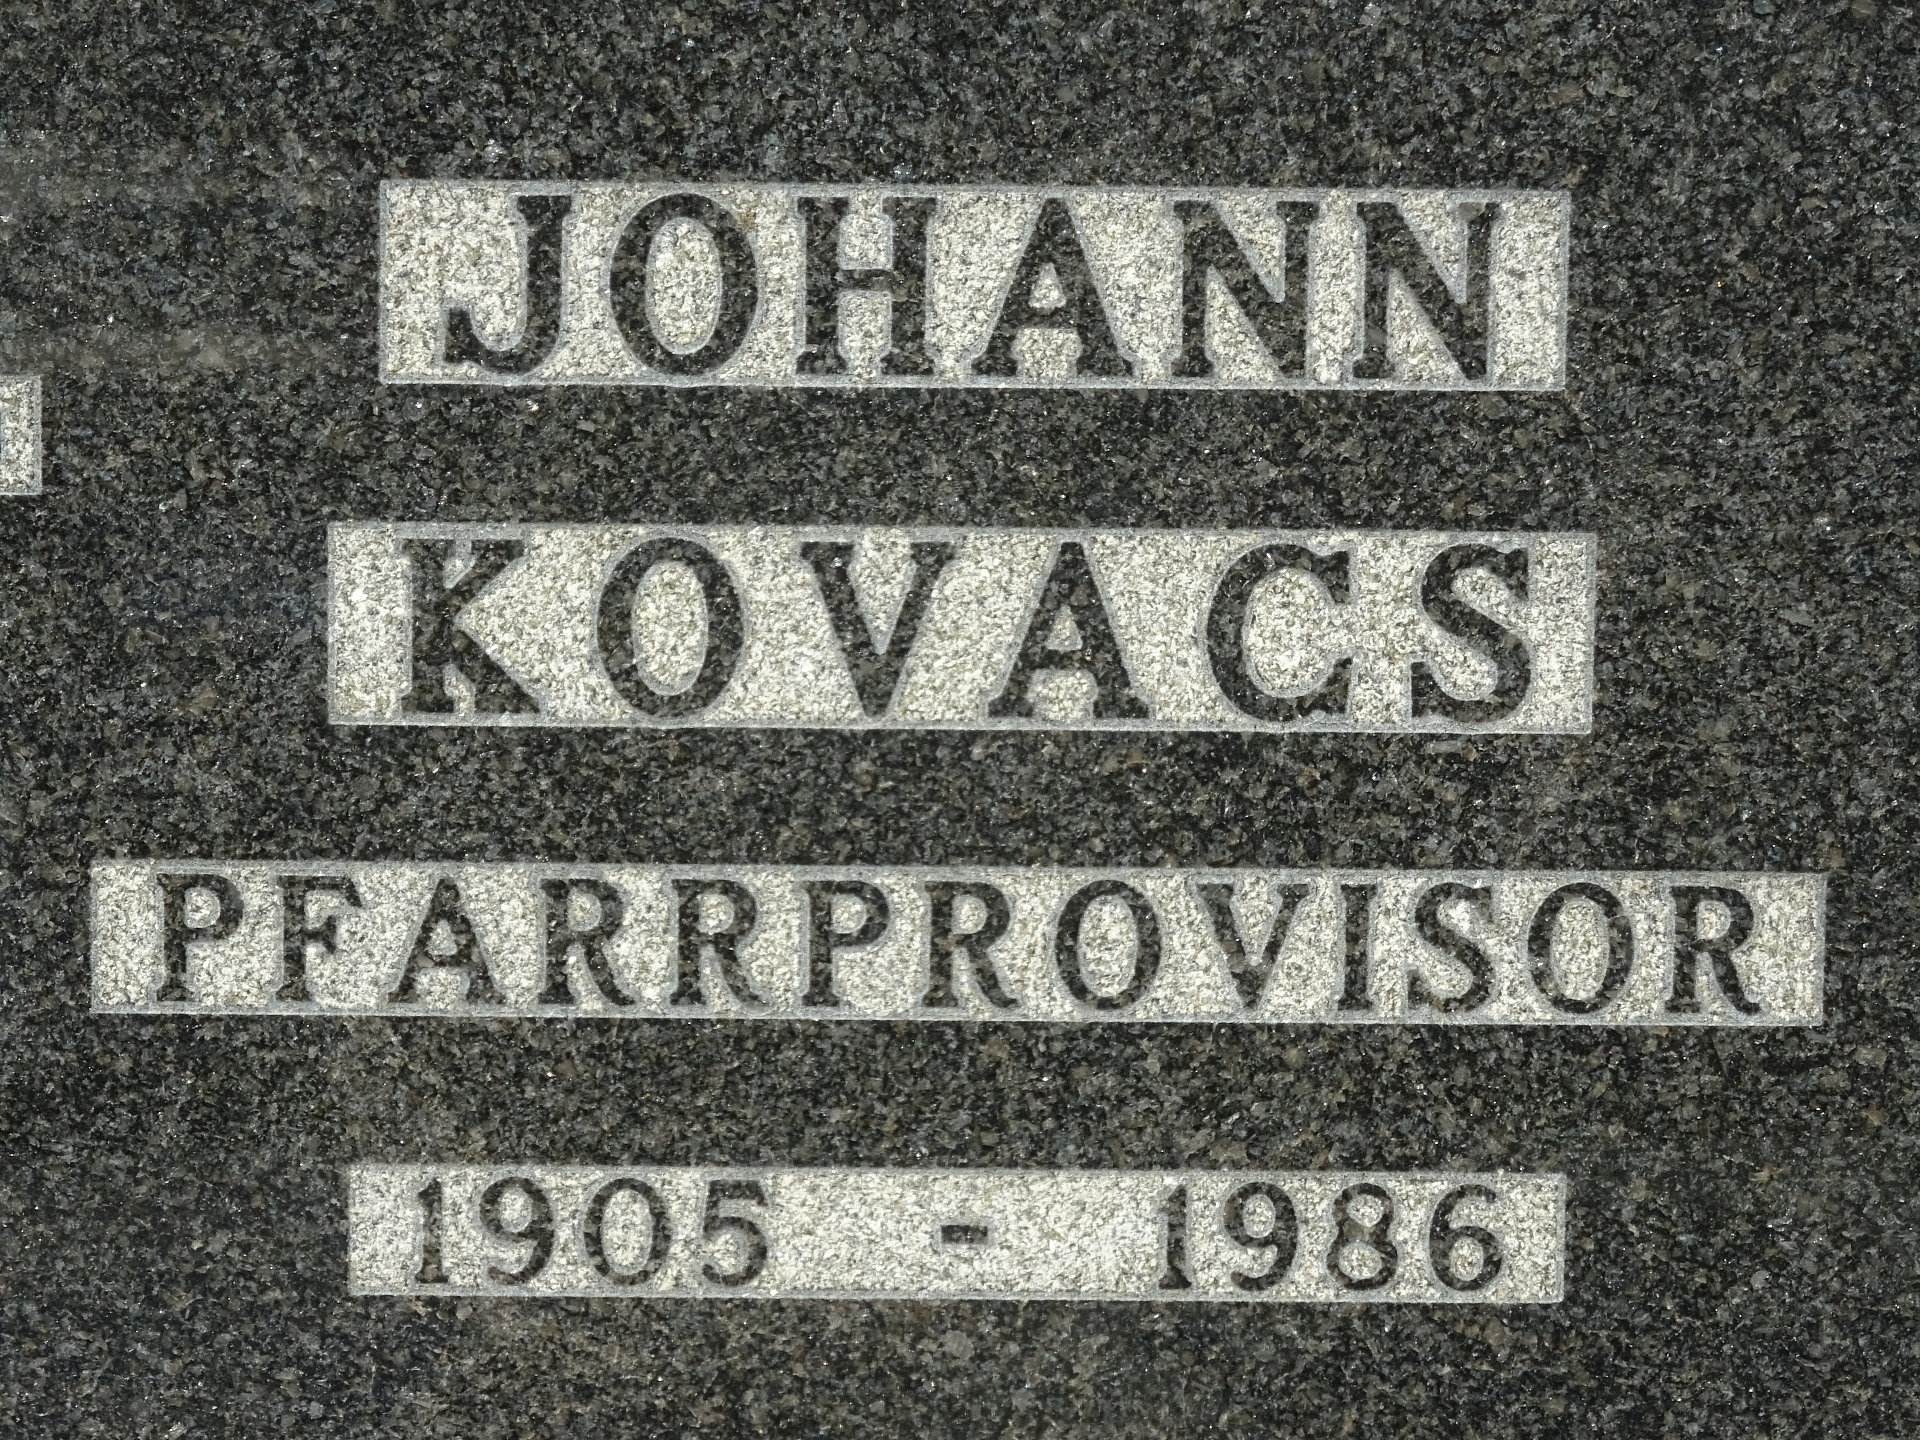 JOHANN
KOVACS
PFARRPROVISOR
1905 - 1986